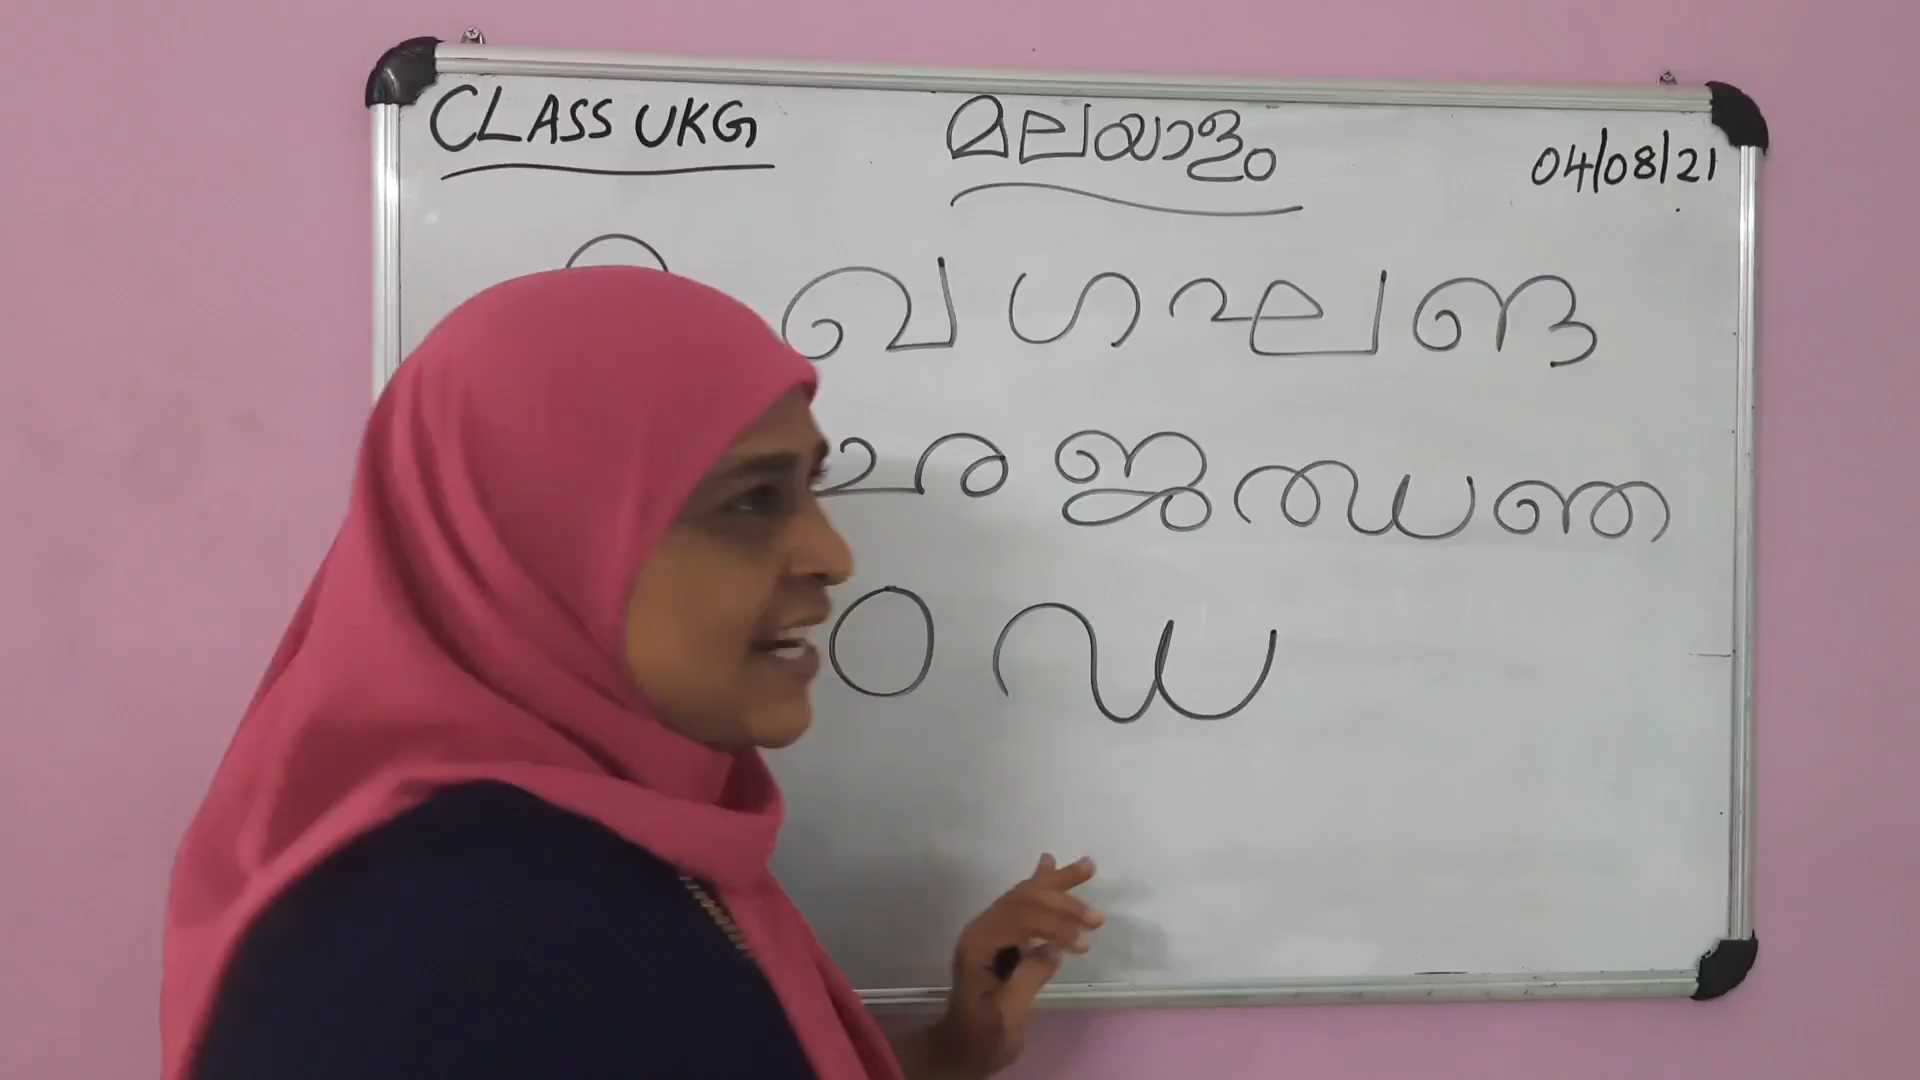 CLASS UKG മലയാളം 04/08/21
ഖ ഗ ഘ ങ
ഛ ജ ഝ ഞ
ഠ ഡ